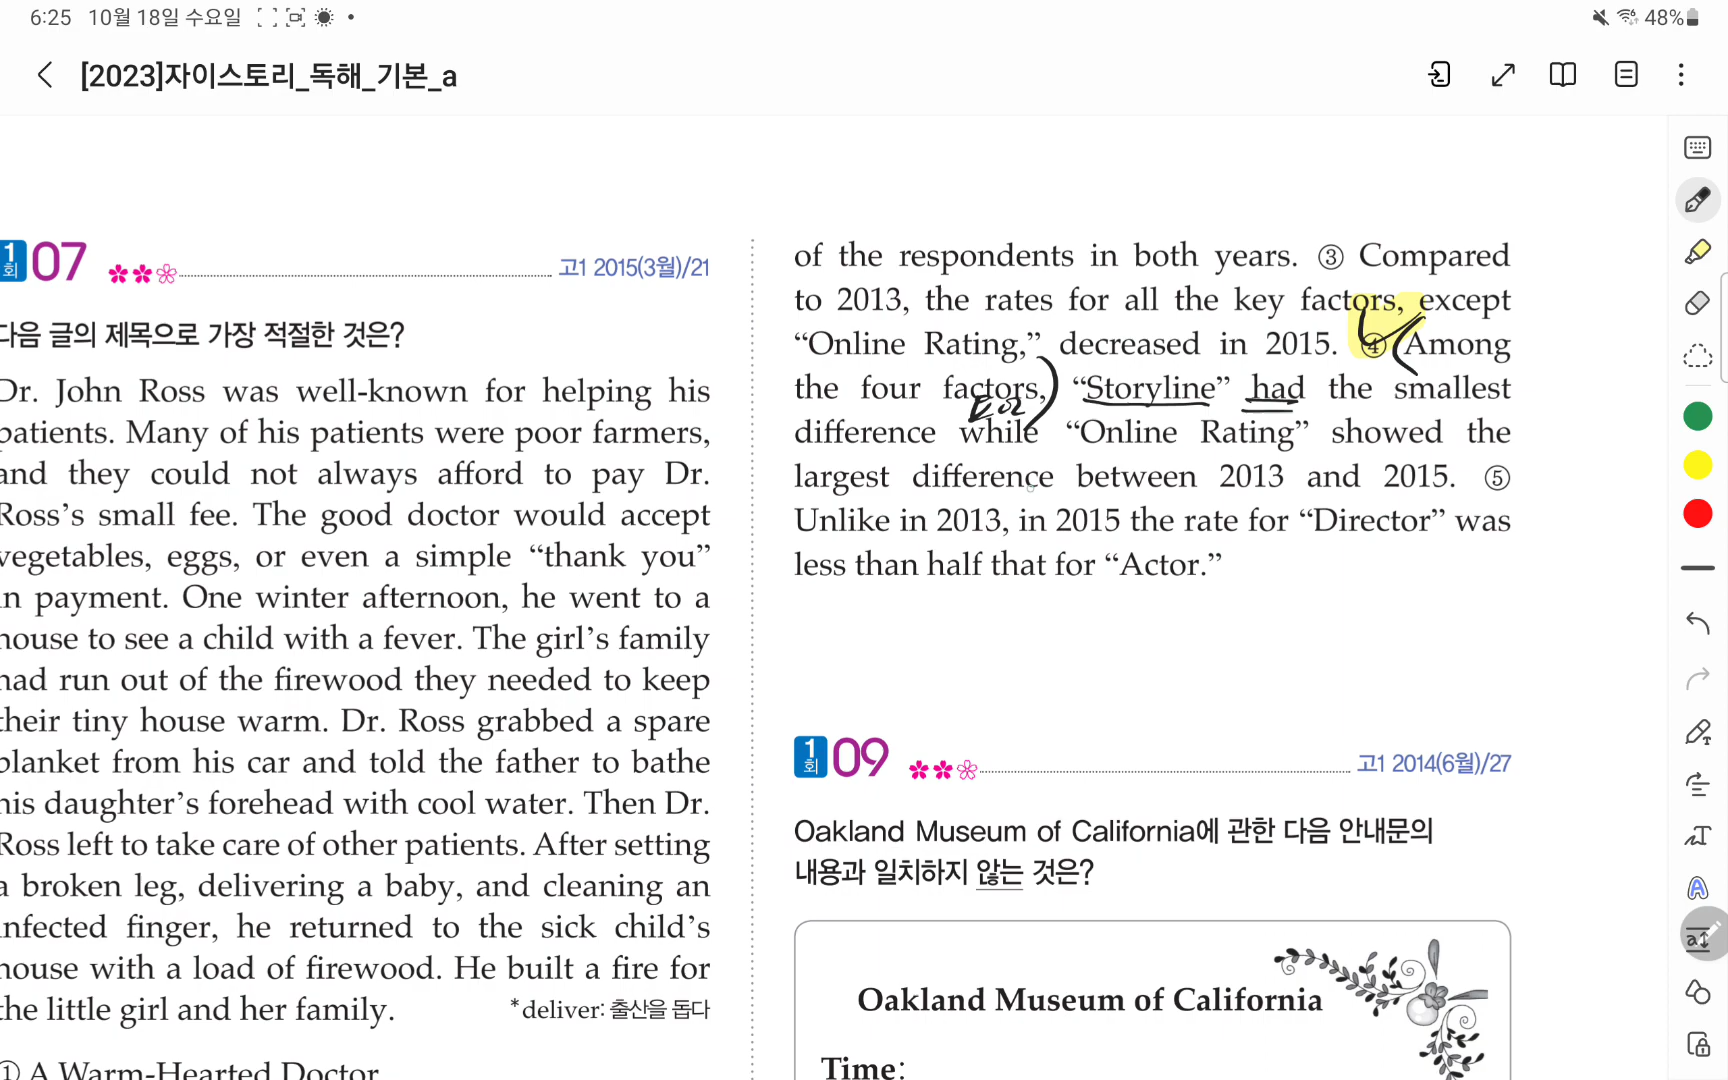 6:25 10월 18일 수요일
48%
[2023]자이스토리_독해_기본_a
1회 07
고1 2015(3월)/21
다음 글의 제목으로 가장 적절한 것은?
Dr. John Ross was well-known for helping his
patients. Many of his patients were poor farmers,
and they could not always afford to pay Dr.
Ross's small fee. The good doctor would accept
vegetables, eggs, or even a simple “thank you”
in payment. One winter afternoon, he went to a
house to see a child with a fever. The girl's family
had run out of the firewood they needed to keep
their tiny house warm. Dr. Ross grabbed a spare
blanket from his car and told the father to bathe
his daughter's forehead with cool water. Then Dr.
Ross left to take care of other patients. After setting
a broken leg, delivering a baby, and cleaning an
infected finger, he returned to the sick child's
house with a load of firewood. He built a fire for
the little girl and her family.
*deliver: 출산을 돕다
① A Warm-Hearted Doctor
of the respondents in both years. ③ Compared
to 2013, the rates for all the key factors, except
“Online Rating,” decreased in 2015. ④ Among
the four factors, “Storyline” had the smallest
difference while “Online Rating” showed the
largest difference between 2013 and 2015. ⑤
Unlike in 2013, in 2015 the rate for “Director” was
less than half that for “Actor.”
1회 09
고1 2014(6월)/27
Oakland Museum of California에 관한 다음 안내문의
내용과 일치하지 않는 것은?
Oakland Museum of California
Time: